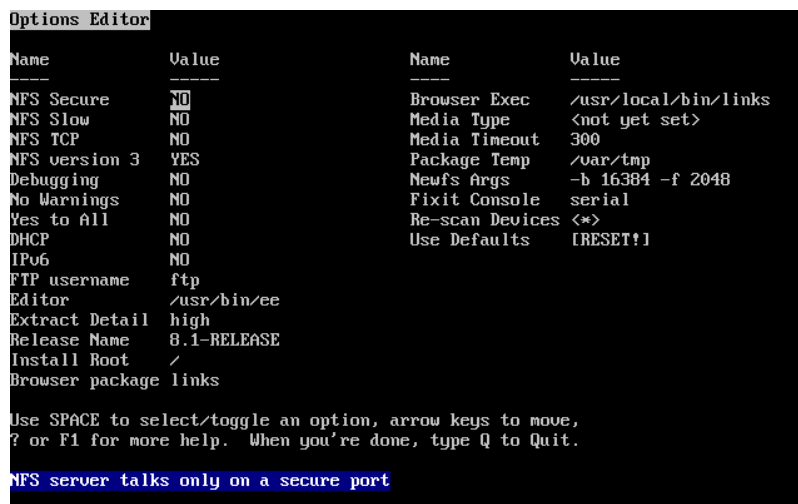 Options Editor
Name Value Name Value
---- ----- ---- -----
NFS Secure NO Browser Exec /usr/local/bin/links
NFS Slow NO Media Type <not yet set>
NFS TCP NO Media Timeout 300
NFS version 3 YES Package Temp /var/tmp
Debugging NO Newfs Args -b 16384 -f 2048
No Warnings NO Fixit Console serial
Yes to All NO Re-scan Devices <*>
DHCP NO Use Defaults [RESET!]
IPv6 NO
FTP username ftp
Editor /usr/bin/ee
Extract Detail high
Release Name 8.1-RELEASE
Install Root /
Browser package links
Use SPACE to select/toggle an option, arrow keys to move,
? or F1 for more help. When you're done, type Q to Quit.
NFS server talks only on a secure port